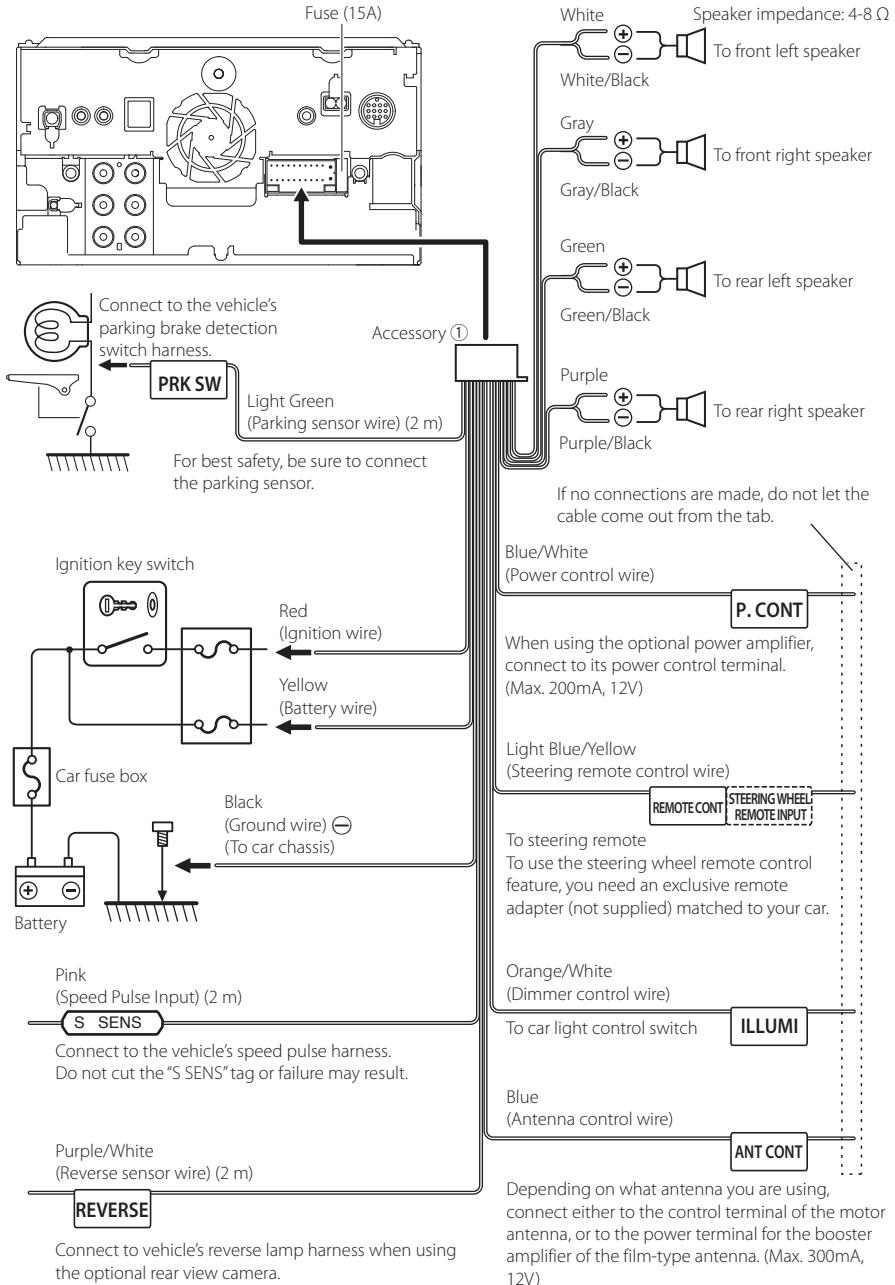 Fuse (15A)
White
Speaker impedance: 4-8 Ω
⊕
⊖
To front left speaker
White/Black
Gray
⊕
⊖
To front right speaker
Gray/Black
Green
⊕
⊖
To rear left speaker
Green/Black
Purple
⊕
⊖
To rear right speaker
Purple/Black
Connect to the vehicle's
parking brake detection
switch harness.
Accessory ①
PRK SW
Light Green
(Parking sensor wire) (2 m)
For best safety, be sure to connect
the parking sensor.
If no connections are made, do not let the
cable come out from the tab.
Ignition key switch
Red
(Ignition wire)
Yellow
(Battery wire)
Car fuse box
Black
(Ground wire) ⊖
(To car chassis)
⊕ ⊖
Battery
Pink
(Speed Pulse Input) (2 m)
S SENS
Connect to the vehicle's speed pulse harness.
Do not cut the "S SENS" tag or failure may result.
Purple/White
(Reverse sensor wire) (2 m)
REVERSE
Connect to vehicle's reverse lamp harness when using
the optional rear view camera.
Blue/White
(Power control wire)
P. CONT
When using the optional power amplifier,
connect to its power control terminal.
(Max. 200mA, 12V)
Light Blue/Yellow
(Steering remote control wire)
REMOTE CONT
STEERING WHEEL
REMOTE INPUT
To steering remote
To use the steering wheel remote control
feature, you need an exclusive remote
adapter (not supplied) matched to your car.
Orange/White
(Dimmer control wire)
To car light control switch
ILLUMI
Blue
(Antenna control wire)
ANT CONT
Depending on what antenna you are using,
connect either to the control terminal of the motor
antenna, or to the power terminal for the booster
amplifier of the film-type antenna. (Max. 300mA,
12V)